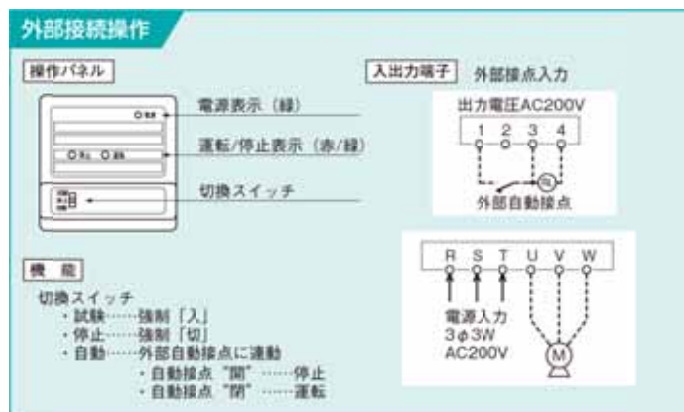 外部接続操作
操作パネル
電源表示（緑）
運転/停止表示（赤/緑）
切換スイッチ
機 能
切換スイッチ
・試験……強制「入」
・停止……強制「切」
・自動……外部自動接点に連動
・自動接点“開”……停止
・自動接点“閉”……運転
入出力端子 外部接点入力
出力電圧AC200V
1 2 3 4
外部自動接点
R S T U V W
電源入力
3φ3W
AC200V
M